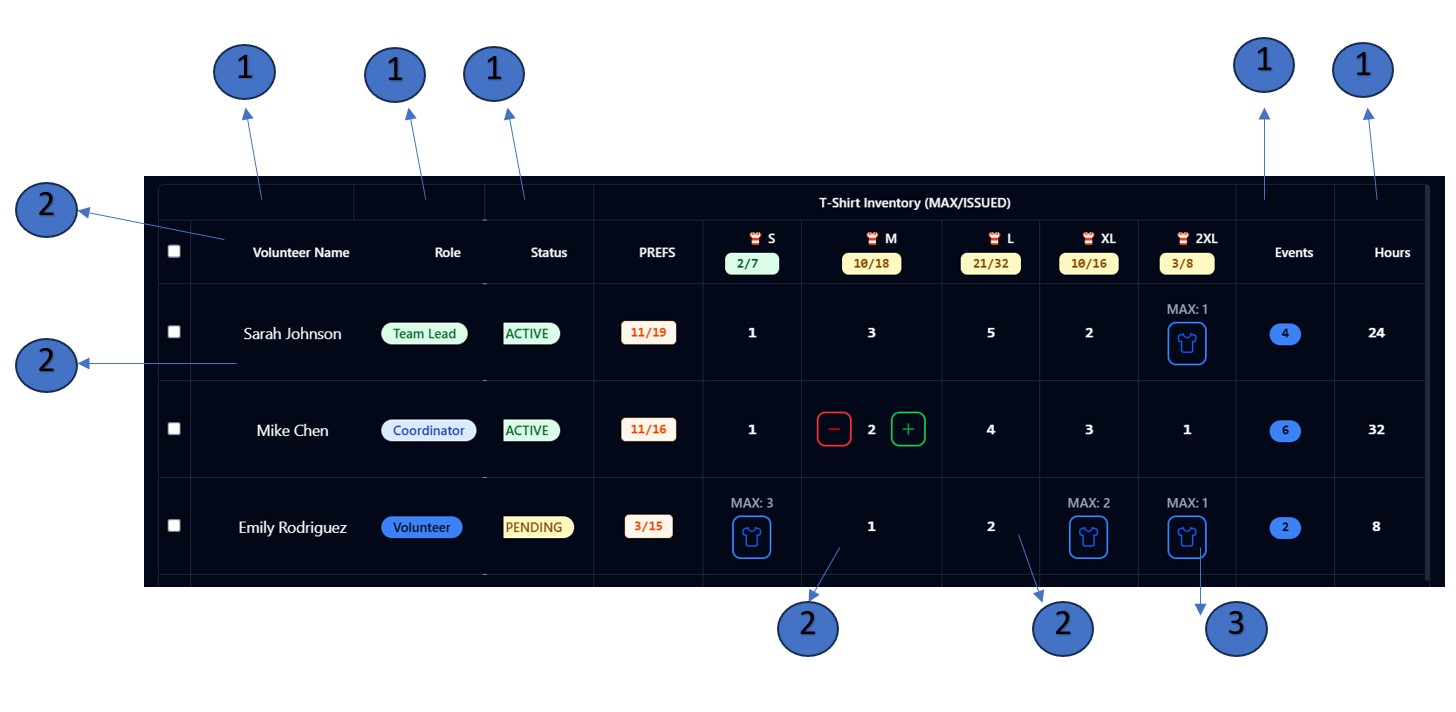 1 1 1 1 1
2
T-Shirt Inventory (MAX/ISSUED)
S M L XL 2XL
Volunteer Name Role Status PREFS Events Hours
2/7 10/18 21/32 10/16 3/8
MAX: 1
Sarah Johnson Team Lead ACTIVE 11/19 1 3 5 2 4 24
2
Mike Chen Coordinator ACTIVE 11/16 1 − 2 + 4 3 1 6 32
MAX: 3 MAX: 2 MAX: 1
Emily Rodriguez Volunteer PENDING 3/15 1 2 2 8
2 2 3